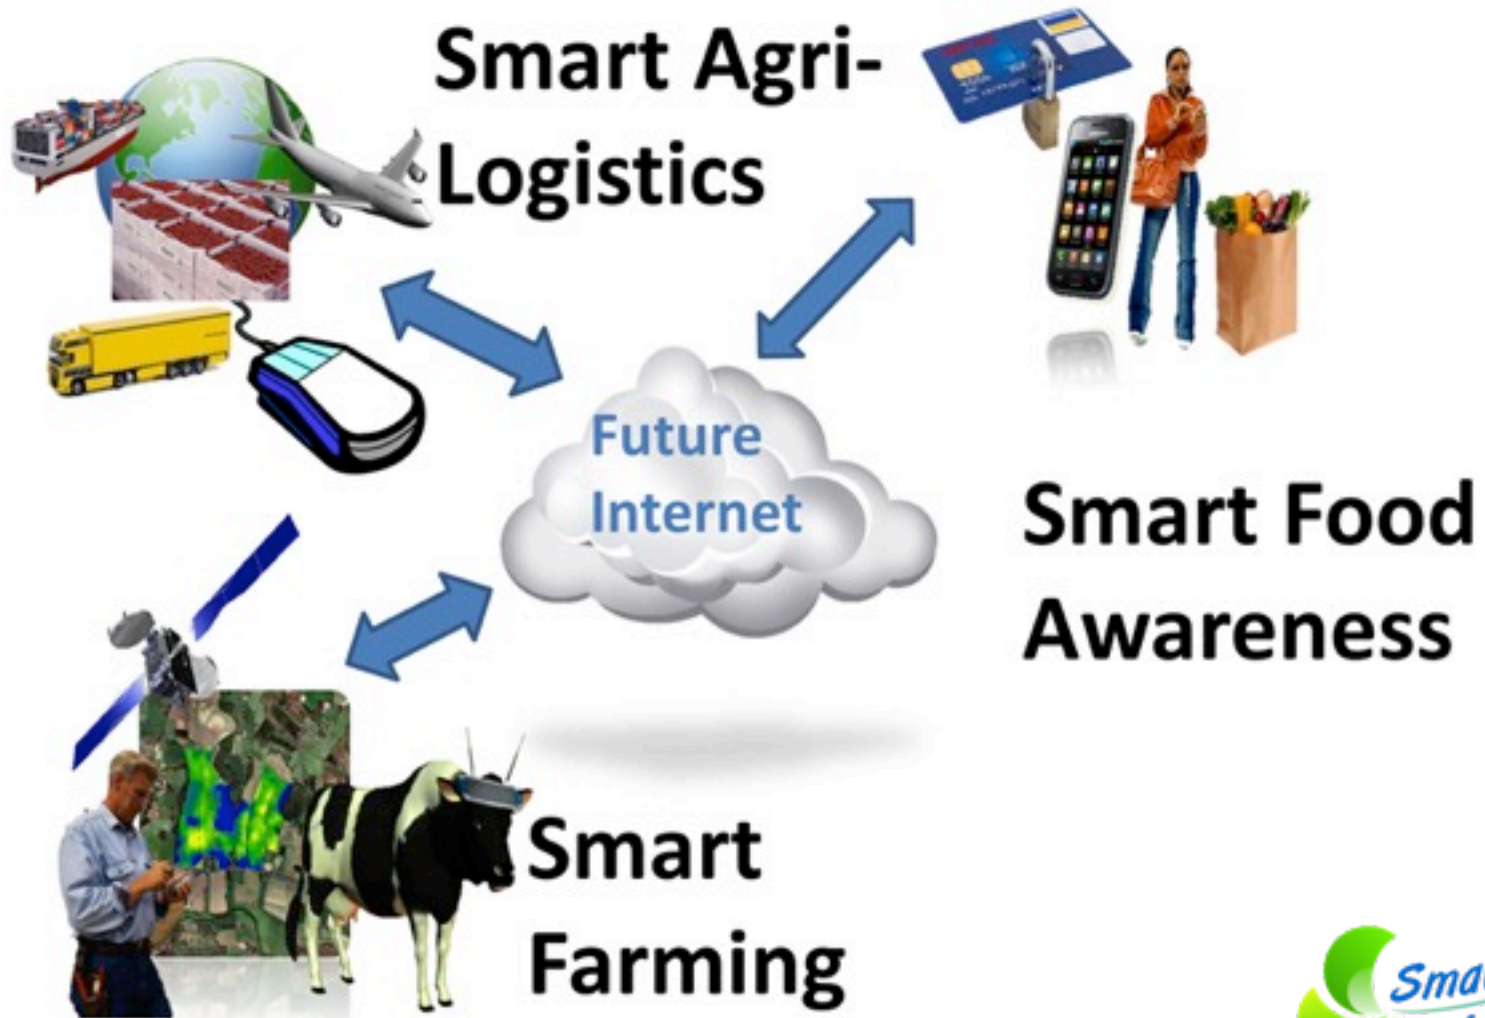 Smart Agri-
Logistics
Future
Internet
Smart Food
Awareness
Smart
Farming